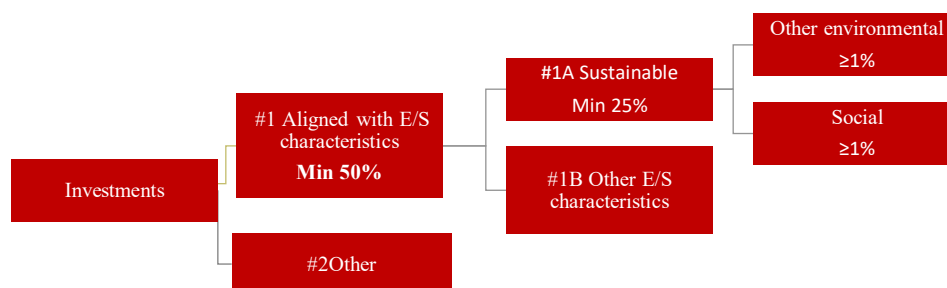 Investments
#1 Aligned with E/S
characteristics
Min 50%
#2Other
#1A Sustainable
Min 25%
#1B Other E/S
characteristics
Other environmental
≥1%
Social
≥1%